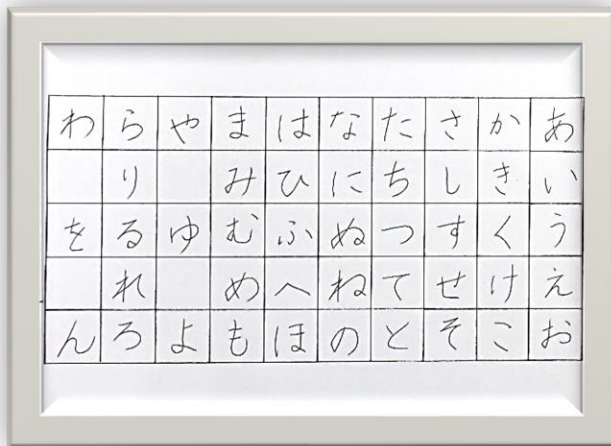 わ ら や ま は な た さ か あ
り み ひ に ち し き い
を る ゆ む ふ ぬ つ す く う
れ め へ ね て せ け え
ん ろ よ も ほ の と そ こ お